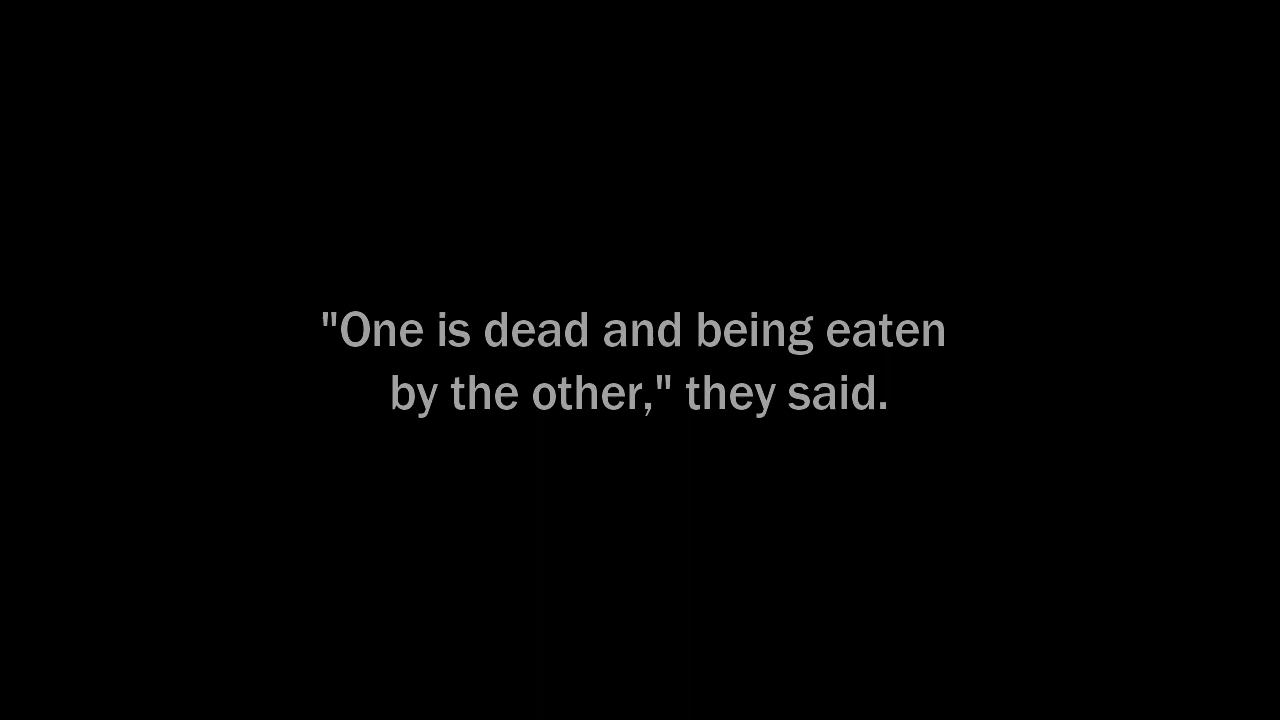 "One is dead and being eaten
by the other," they said.